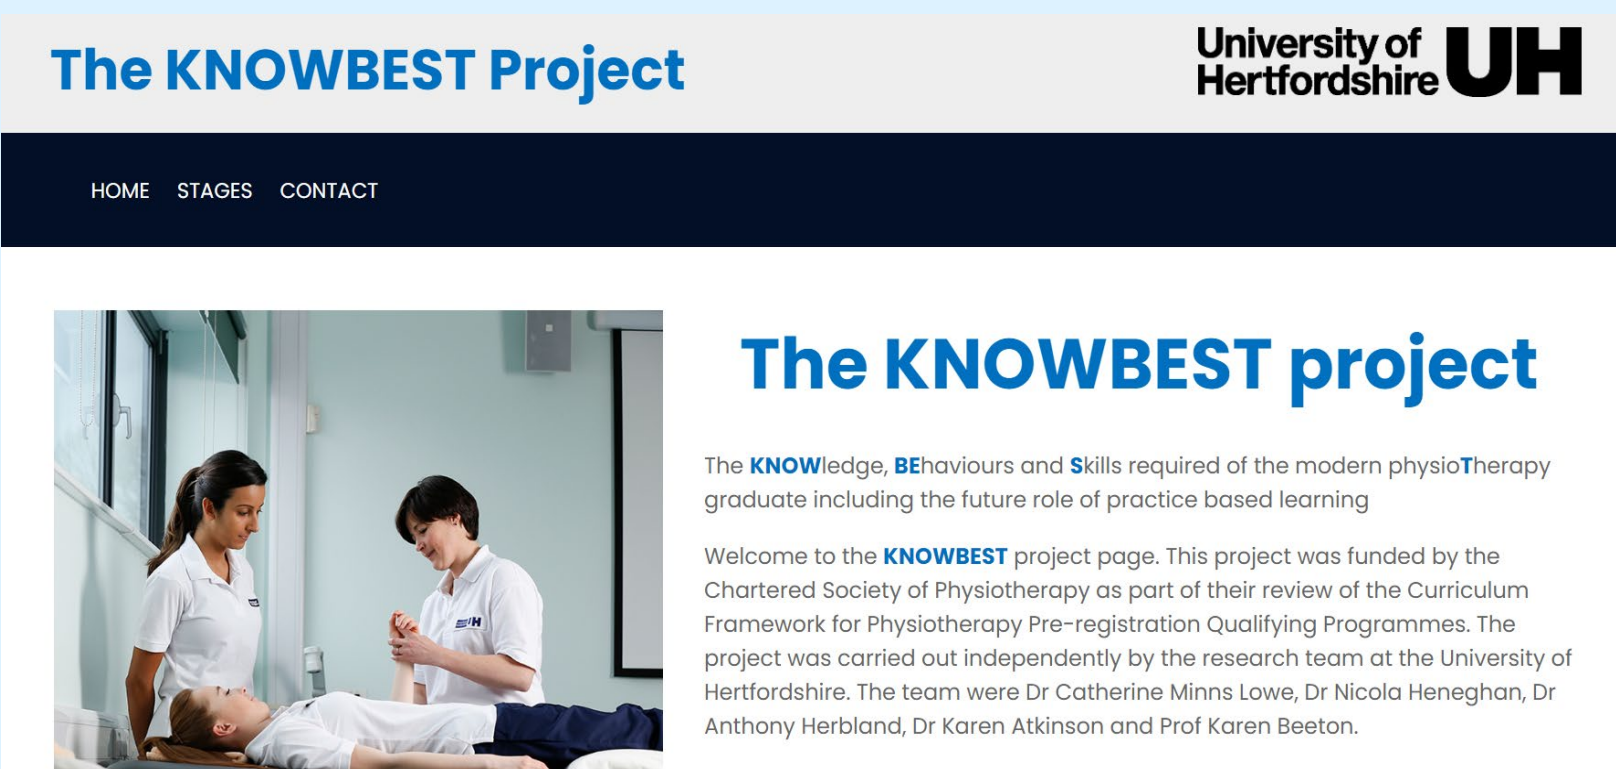 The KNOWBEST Project
University of
Hertfordshire UH
HOME STAGES CONTACT
The KNOWBEST project
The KNOWledge, BEhaviours and Skills required of the modern physioTherapy
graduate including the future role of practice based learning
Welcome to the KNOWBEST project page. This project was funded by the
Chartered Society of Physiotherapy as part of their review of the Curriculum
Framework for Physiotherapy Pre-registration Qualifying Programmes. The
project was carried out independently by the research team at the University of
Hertfordshire. The team were Dr Catherine Minns Lowe, Dr Nicola Heneghan, Dr
Anthony Herbland, Dr Karen Atkinson and Prof Karen Beeton.